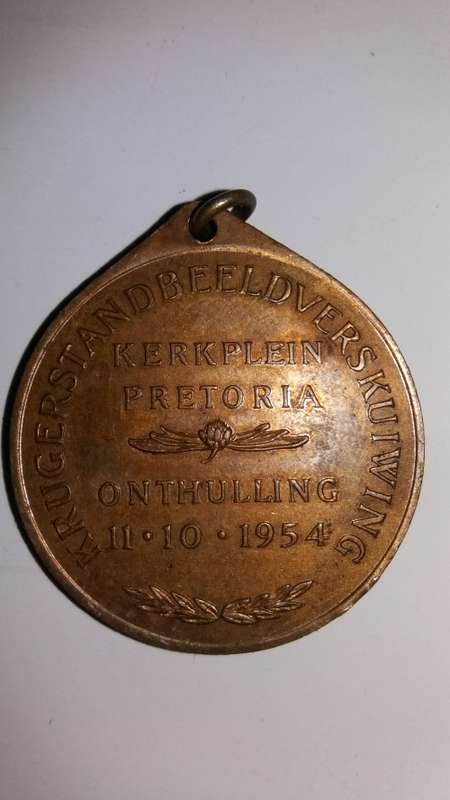 KRUGERSTANDBEELDVERSKUIWING
KERKPLEIN
PRETORIA
ONTHULLING
11·10·1954